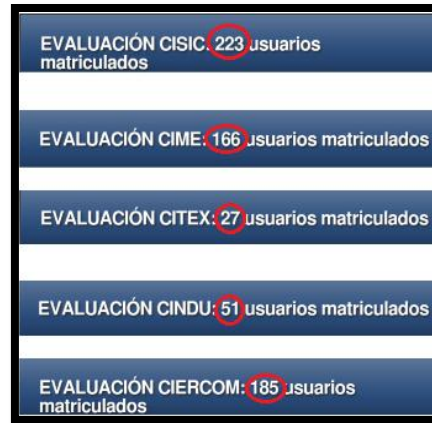 EVALUACIÓN CISIC: 223 usuarios
matriculados
EVALUACIÓN CIME: 166 usuarios matriculados
EVALUACIÓN CITEX: 27 usuarios matriculados
EVALUACIÓN CINDU: 51 usuarios matriculados
EVALUACIÓN CIERCOM: 185 usuarios
matriculados